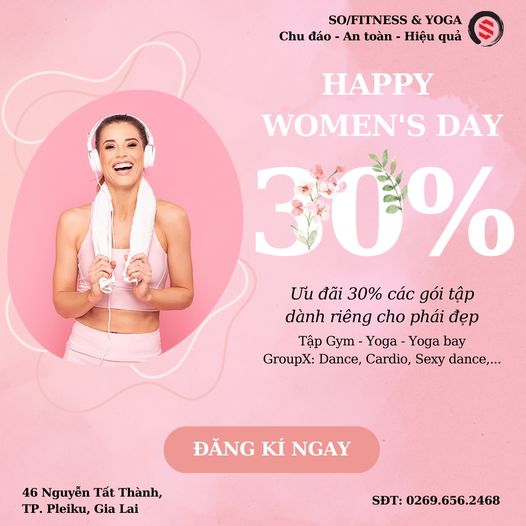 SO/FITNESS & YOGA
Chu đáo - An toàn - Hiệu quả
HAPPY
WOMEN'S DAY
30%
Ưu đãi 30% các gói tập
dành riêng cho phái đẹp
Tập Gym - Yoga - Yoga bay
GroupX: Dance, Cardio, Sexy dance,...
ĐĂNG KÍ NGAY
46 Nguyễn Tất Thành,
TP. Pleiku, Gia Lai
SĐT: 0269.656.2468